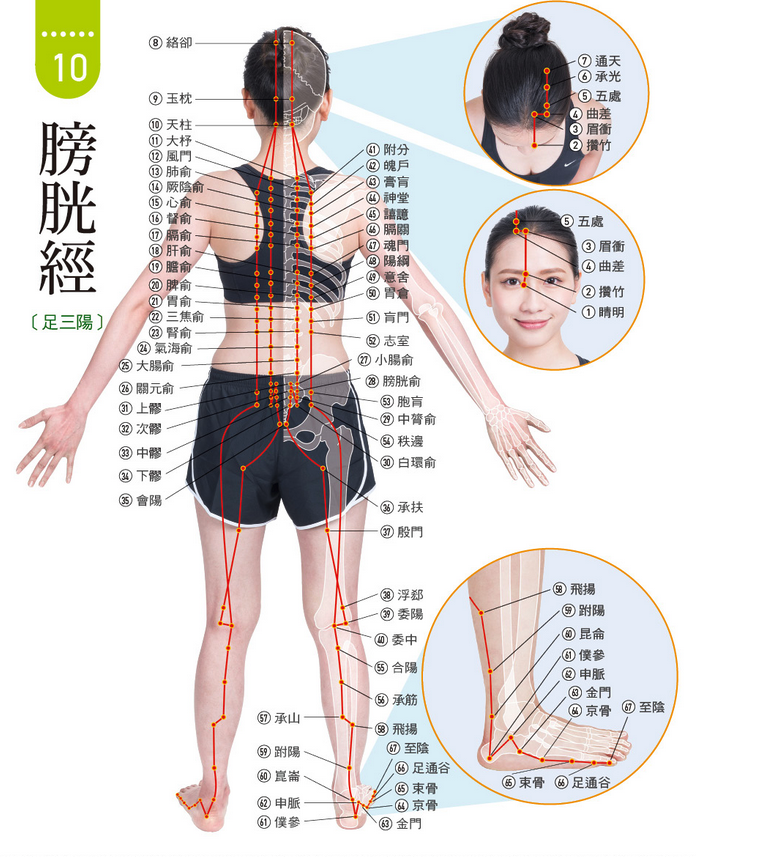 10
膀胱經
〔足三陽〕
⑧ 絡卻
⑨ 玉枕
⑩ 天柱
⑪ 大杼
⑫ 風門
⑬ 肺俞
⑭ 厥陰俞
⑮ 心俞
⑯ 督俞
⑰ 膈俞
⑱ 肝俞
⑲ 膽俞
⑳ 脾俞
㉑ 胃俞
㉒ 三焦俞
㉓ 腎俞
㉔ 氣海俞
㉕ 大腸俞
㉖ 關元俞
㉛ 上髎
㉜ 次髎
㉝ 中髎
㉞ 下髎
㉟ 會陽
㊶ 附分
㊷ 魄戶
㊸ 膏肓
㊹ 神堂
㊺ 譩譆
㊻ 膈關
㊼ 魂門
㊽ 陽綱
㊾ 意舍
㊿ 胃倉
51 肓門
52 志室
㉗ 小腸俞
㉘ 膀胱俞
53 胞肓
㉙ 中膂俞
54 秩邊
㉚ 白環俞
㊱ 承扶
㊲ 殷門
㊳ 浮郄
㊴ 委陽
㊵ 委中
55 合陽
56 承筋
57 承山
58 飛揚
59 跗陽
60 崑崙
62 申脈
61 僕參
67 至陰
66 足通谷
65 束骨
64 京骨
63 金門
⑦ 通天
⑥ 承光
⑤ 五處
④ 曲差
③ 眉衝
② 攢竹
⑤ 五處
③ 眉衝
④ 曲差
② 攢竹
① 睛明
58 飛揚
59 跗陽
60 昆侖
61 僕參
62 申脈
63 金門
64 京骨
67 至陰
65 束骨
66 足通谷